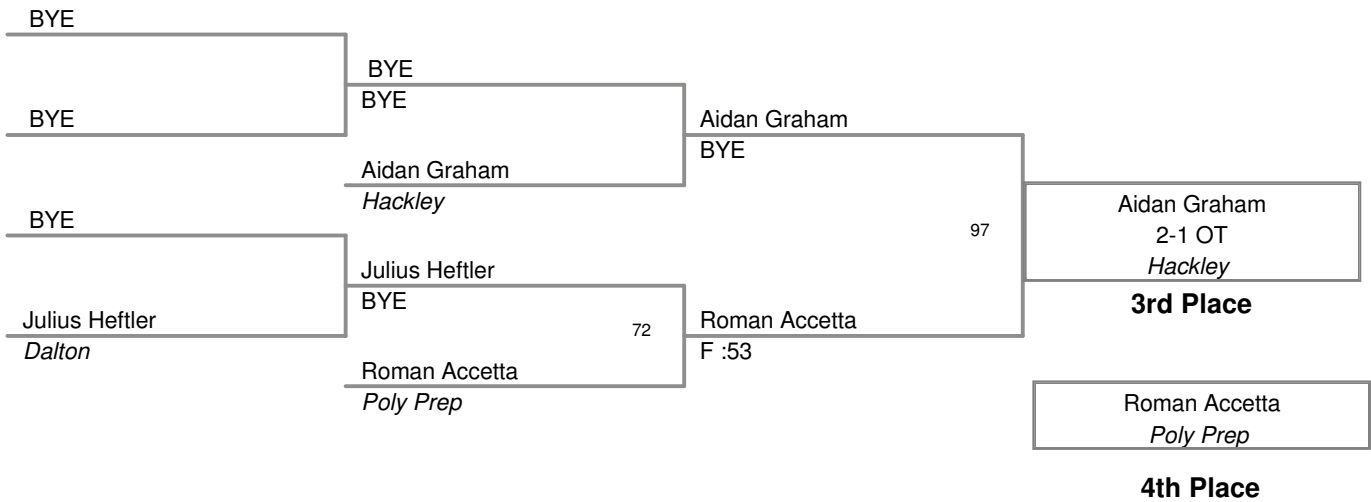 BYE
BYE
BYE
BYE
Aidan Graham
Hackley
Aidan Graham
BYE
BYE
Julius Heftler
Dalton
Julius Heftler
BYE
72
Roman Accetta
Poly Prep
Roman Accetta
F :53
97
Aidan Graham
2-1 OT
Hackley
3rd Place
Roman Accetta
Poly Prep
4th Place